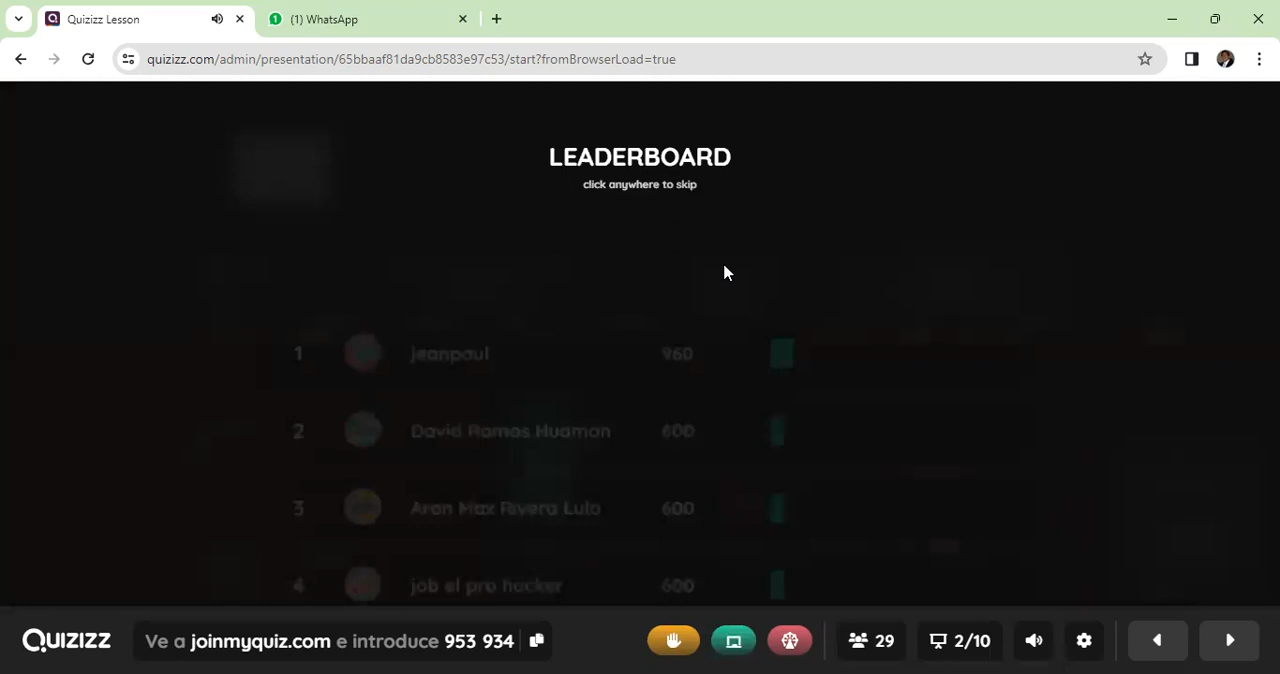 Quizizz Lesson
(1) WhatsApp
quizizz.com/admin/presentation/65bbaaf81da9cb8583e97c53/start?fromBrowserLoad=true
LEADERBOARD
click anywhere to skip
1 jeanpaul 960
2 David Ramos Huamon 600
3 Aron Max Rivera Lulo 600
4 job el pro hacker 600
QUIZIZZ Ve a joinmyquiz.com e introduce 953 934 29 2/10